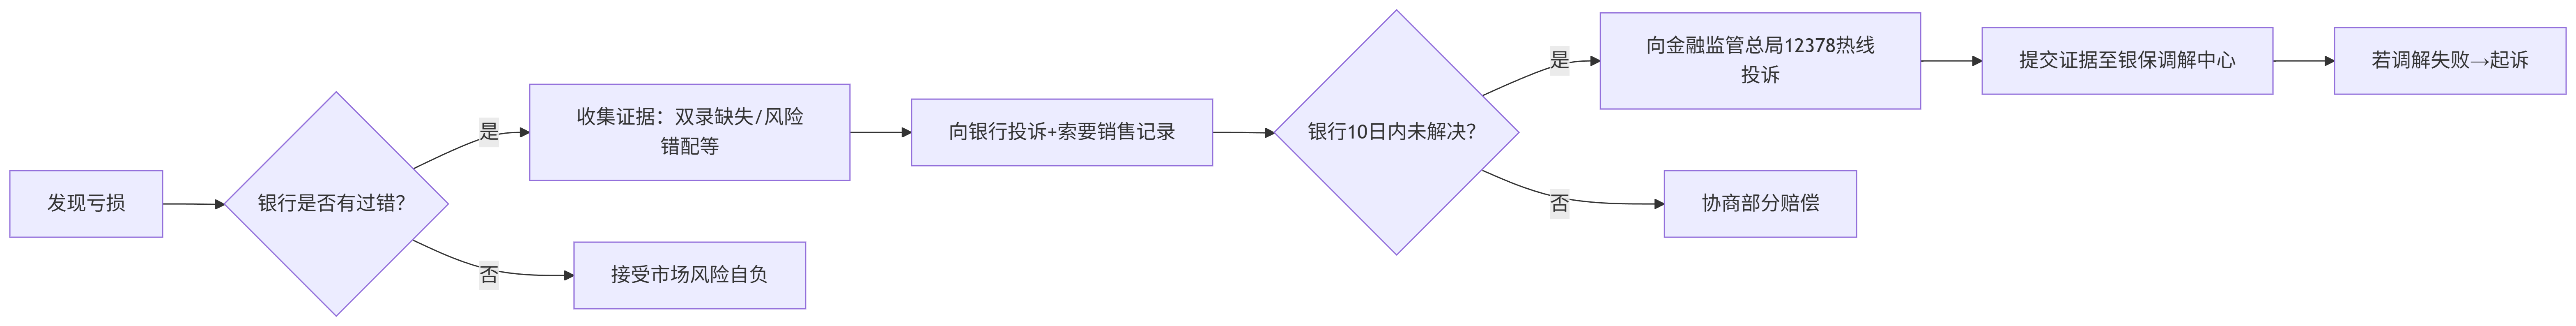 发现亏损
银行是否有过错？
是
否
收集证据：双录缺失/风险
错配等
接受市场风险自负
向银行投诉+索要销售记录
银行10日内未解决？
是
否
向金融监管总局12378热线
投诉
协商部分赔偿
提交证据至银保调解中心
若调解失败→起诉